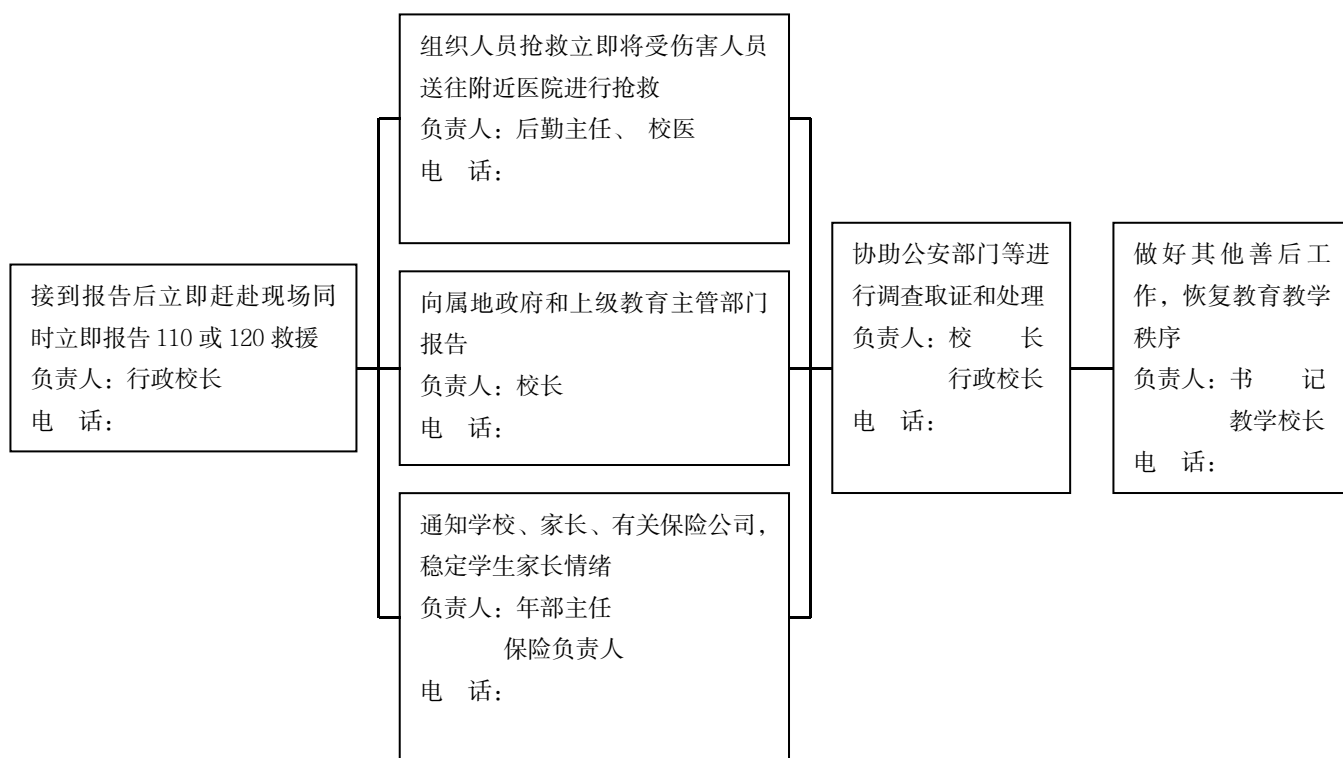 接到报告后立即赶赴现场同
时立即报告 110 或 120 救援
负责人：行政校长
电　话：
组织人员抢救立即将受伤害人员
送往附近医院进行抢救
负责人：后勤主任、 校医
电　话：
向属地政府和上级教育主管部门
报告
负责人：校长
电　话：
通知学校、家长、有关保险公司，
稳定学生家长情绪
负责人：年部主任
保险负责人
电　话：
协助公安部门等进
行调查取证和处理
负责人：校　　长
行政校长
电　话：
做好其他善后工
作，恢复教育教学
秩序
负责人：书　　记
教学校长
电　话：